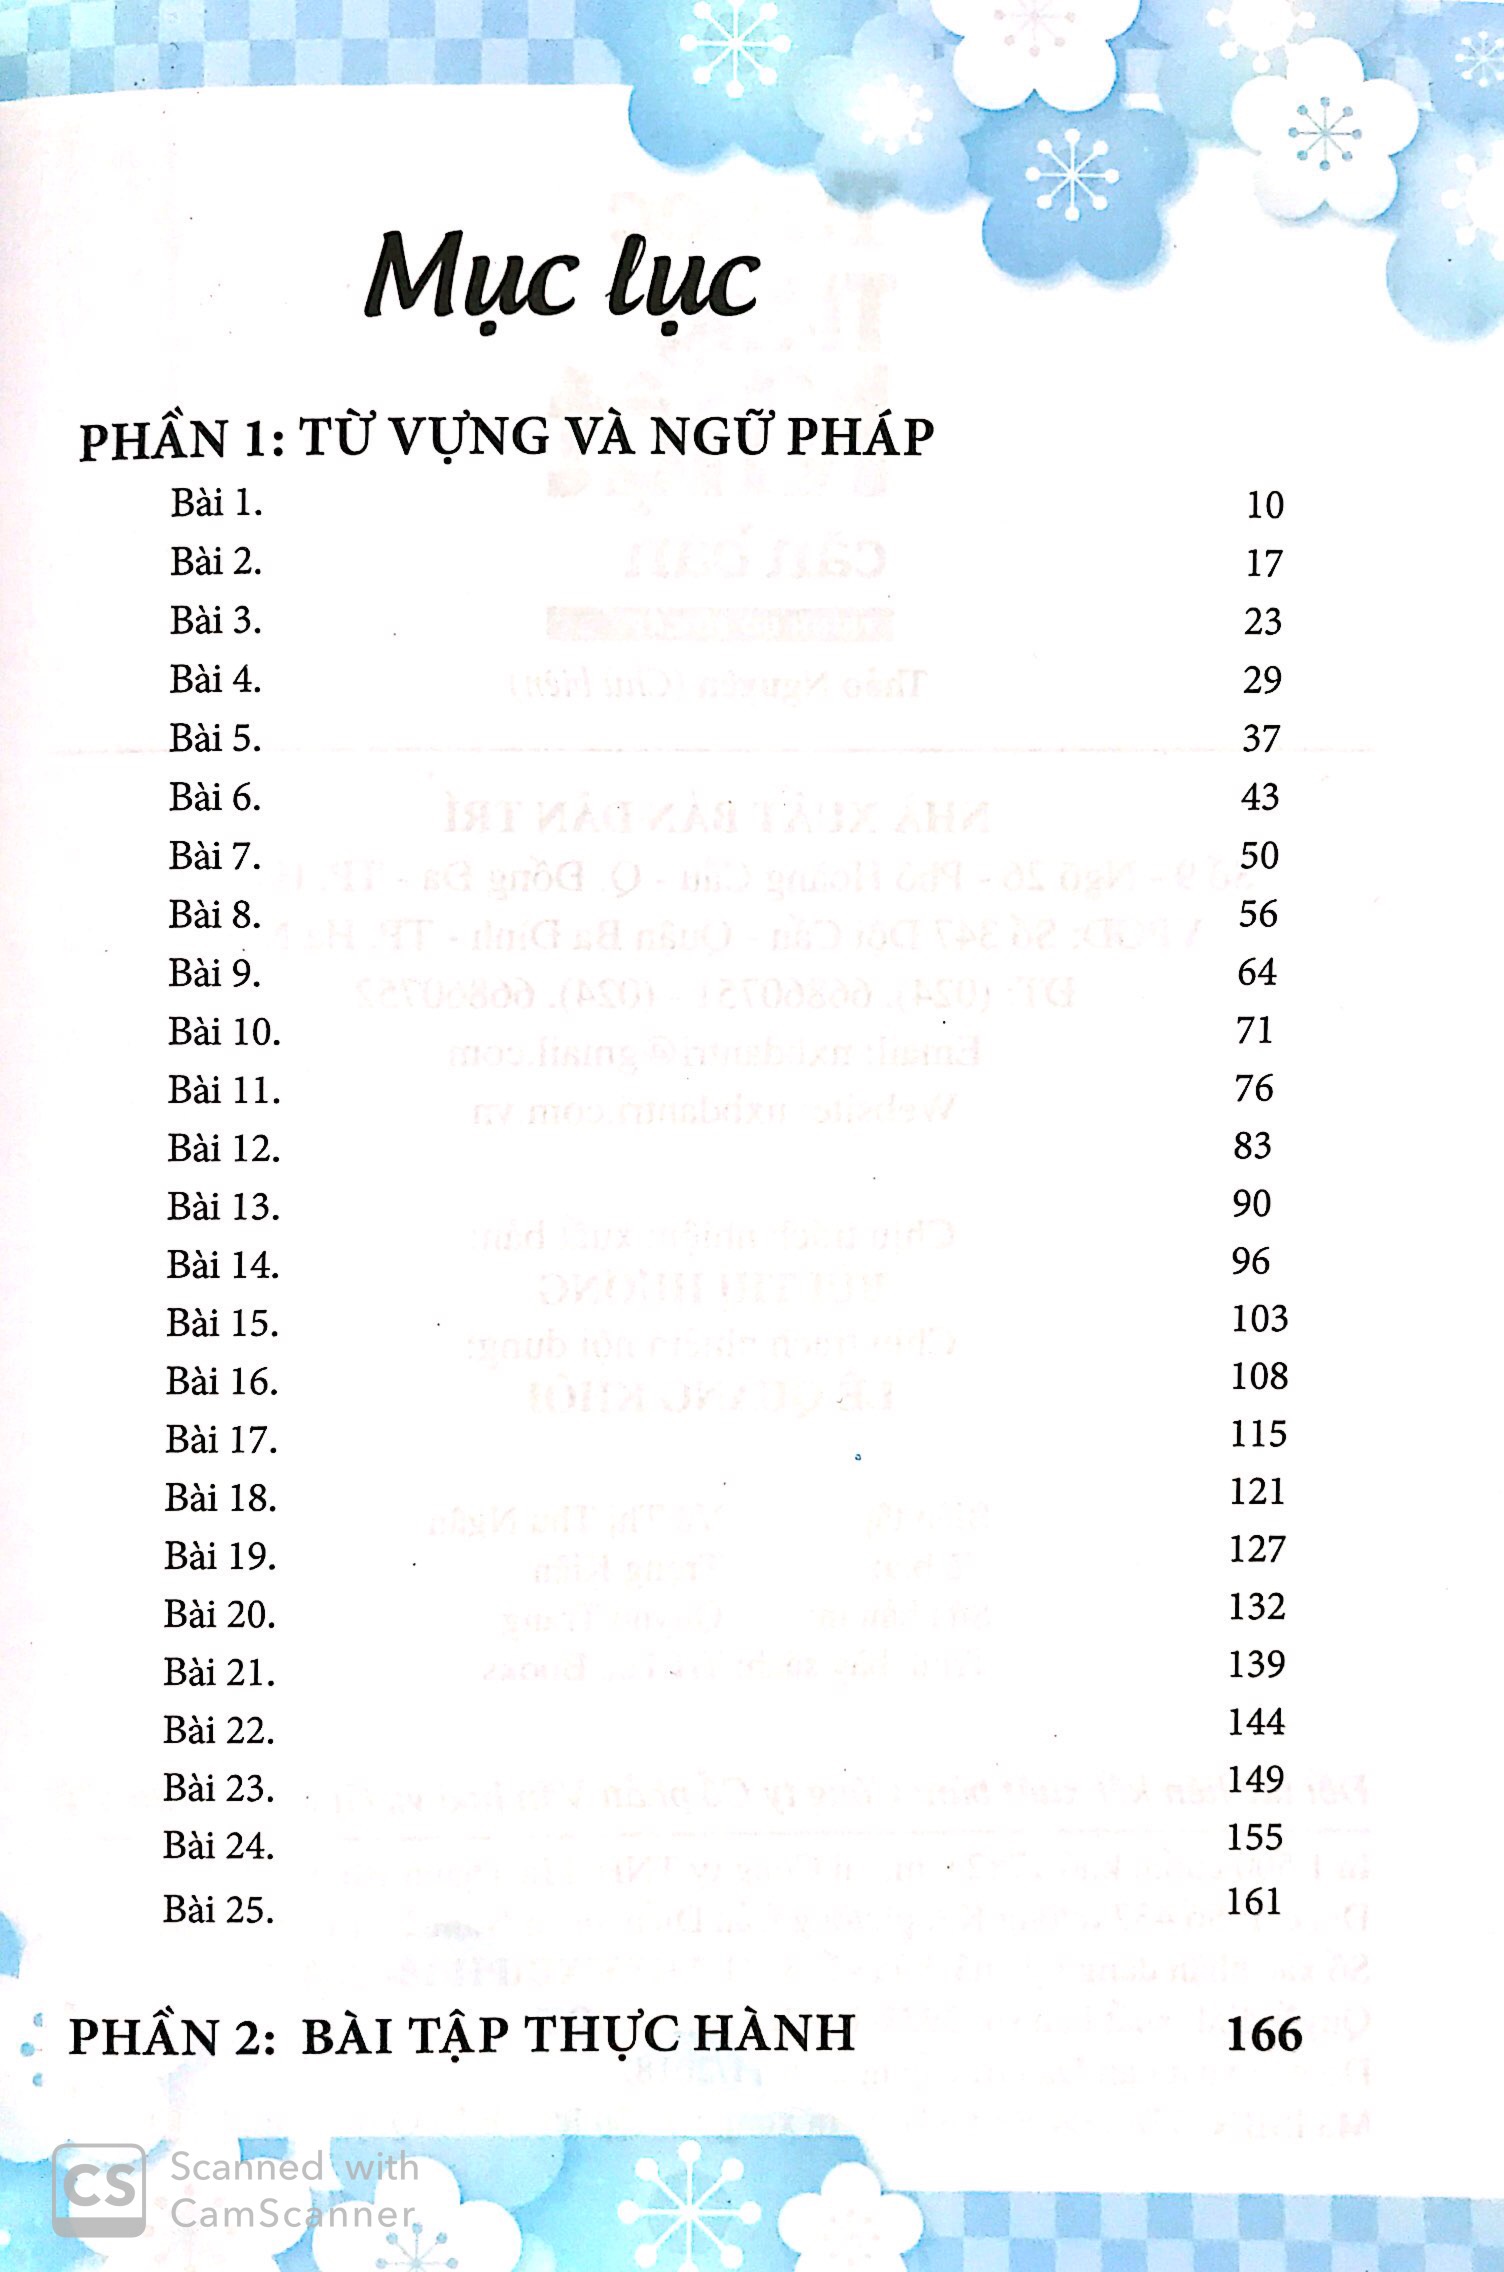 Mục lục
PHẦN 1: TỪ VỰNG VÀ NGỮ PHÁP
Bài 1. 10
Bài 2. 17
Bài 3. 23
Bài 4. 29
Bài 5. 37
Bài 6. 43
Bài 7. 50
Bài 8. 56
Bài 9. 64
Bài 10. 71
Bài 11. 76
Bài 12. 83
Bài 13. 90
Bài 14. 96
Bài 15. 103
Bài 16. 108
Bài 17. 115
Bài 18. 121
Bài 19. 127
Bài 20. 132
Bài 21. 139
Bài 22. 144
Bài 23. 149
Bài 24. 155
Bài 25. 161
PHẦN 2: BÀI TẬP THỰC HÀNH 166
CS Scanned with
CamScanner